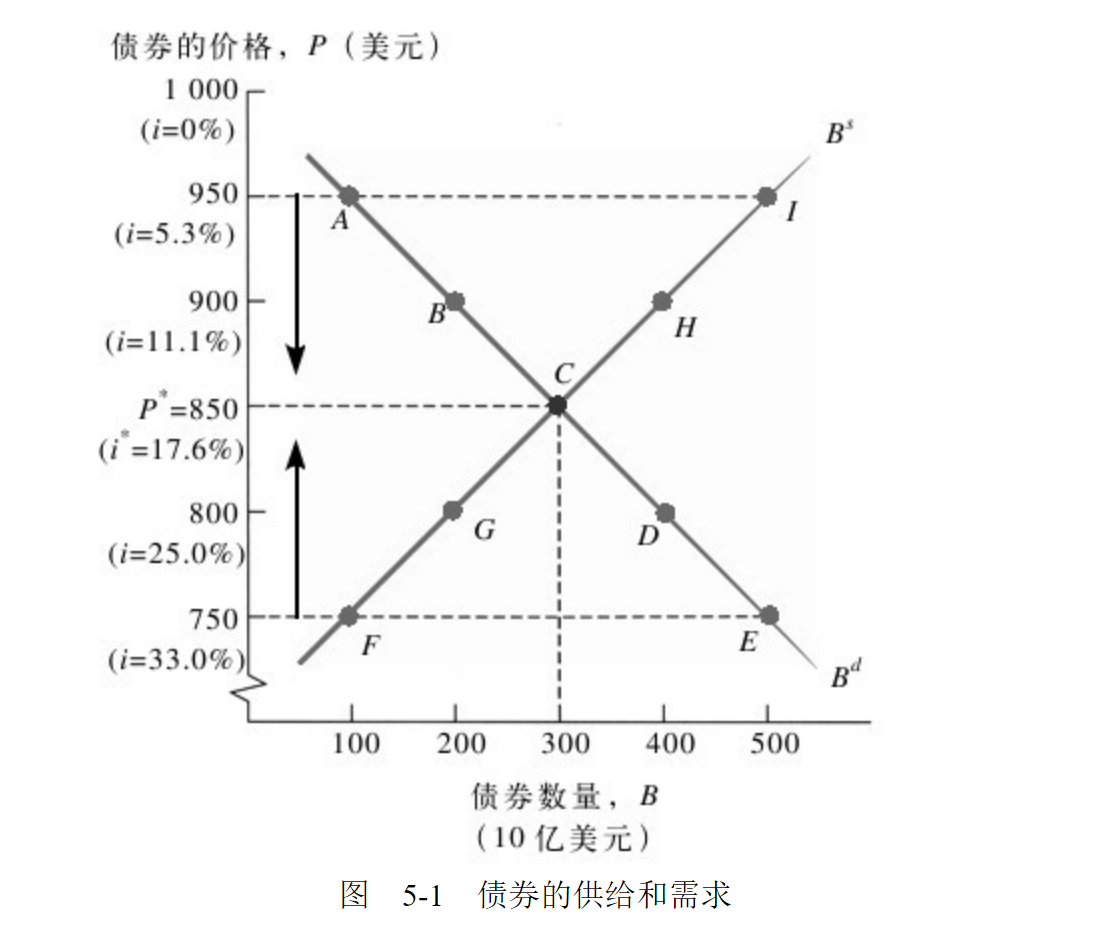 债券的价格，P（美元）
1 000
(i=0%)
B^s
950
A
I
(i=5.3%)
900
B
H
(i=11.1%)
C
P^*=850
(i^*=17.6%)
800
G
D
(i=25.0%)
750
F
E
(i=33.0%)
B^d
100 200 300 400 500
债券数量，B
（10亿美元）
图 5-1 债券的供给和需求